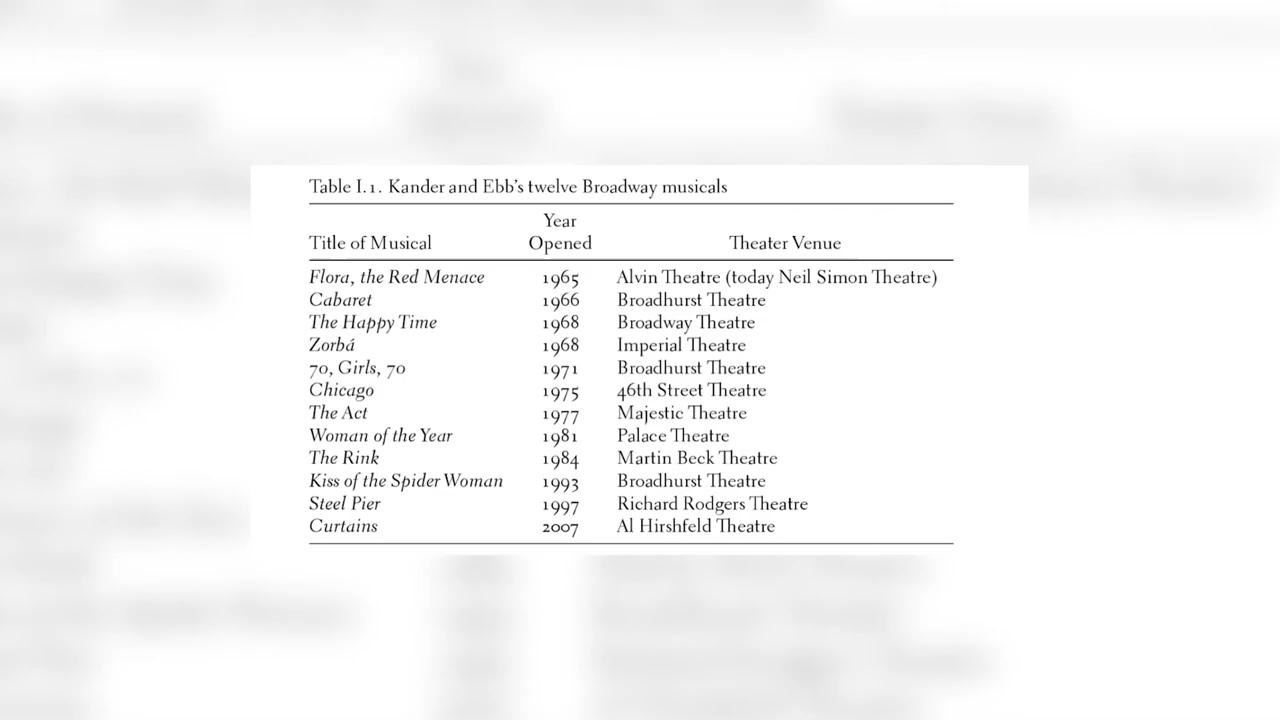 Table I.1. Kander and Ebb's twelve Broadway musicals
Year
Title of Musical Opened Theater Venue
Flora, the Red Menace 1965 Alvin Theatre (today Neil Simon Theatre)
Cabaret 1966 Broadhurst Theatre
The Happy Time 1968 Broadway Theatre
Zorbá 1968 Imperial Theatre
70, Girls, 70 1971 Broadhurst Theatre
Chicago 1975 46th Street Theatre
The Act 1977 Majestic Theatre
Woman of the Year 1981 Palace Theatre
The Rink 1984 Martin Beck Theatre
Kiss of the Spider Woman 1993 Broadhurst Theatre
Steel Pier 1997 Richard Rodgers Theatre
Curtains 2007 Al Hirshfeld Theatre